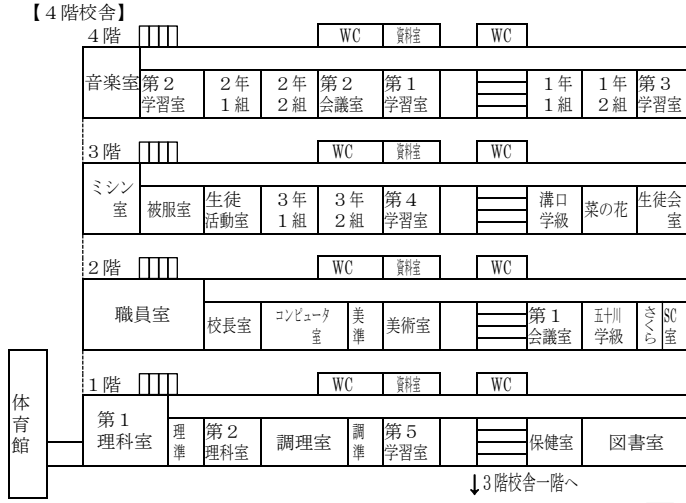 【４階校舎】
４階
WC
資料室
WC
音楽室
第２
学習室
２年
１組
２年
２組
第２
会議室
第１
学習室
１年
１組
１年
２組
第３
学習室
３階
WC
資料室
WC
ミシン
室
被服室
生徒
活動室
３年
１組
３年
２組
第４
学習室
溝口
学級
菜の花
生徒会
室
２階
WC
資料室
WC
職員室
校長室
コンピュータ
室
美
準
美術室
第１
会議室
五十川
学級
さくら
SC
室
体育館
１階
WC
資料室
WC
第１
理科室
理
準
第２
理科室
調理室
調
準
第５
学習室
保健室
図書室
↓３階校舎一階へ